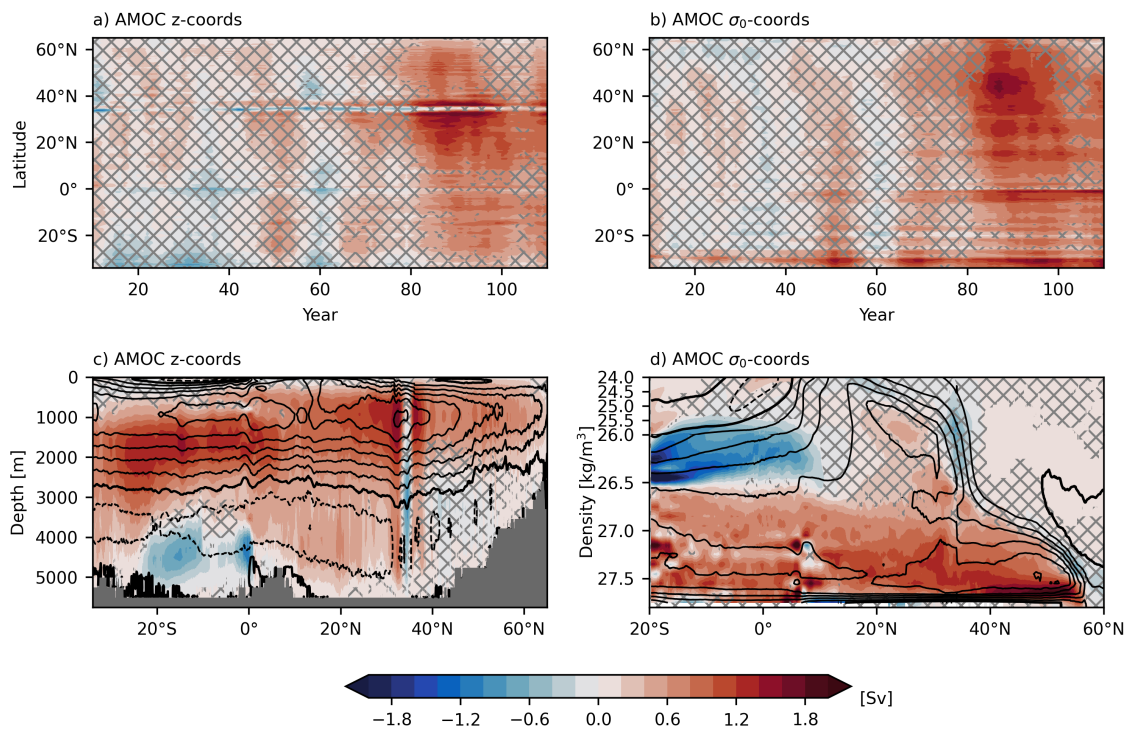 a) AMOC z-coords
b) AMOC σ₀-coords
60°N
40°N
20°N
0°
20°S
Latitude
20 40 60 80 100
Year
60°N
40°N
20°N
0°
20°S
20 40 60 80 100
Year
c) AMOC z-coords
d) AMOC σ₀-coords
0
1000
2000
3000
4000
5000
Depth [m]
20°S 0° 20°N 40°N 60°N
24.0
24.5
25.0
25.5
26.0
26.5
27.0
27.5
Density [kg/m³]
20°S 0° 20°N 40°N 60°N
−1.8 −1.2 −0.6 0.0 0.6 1.2 1.8
[Sv]